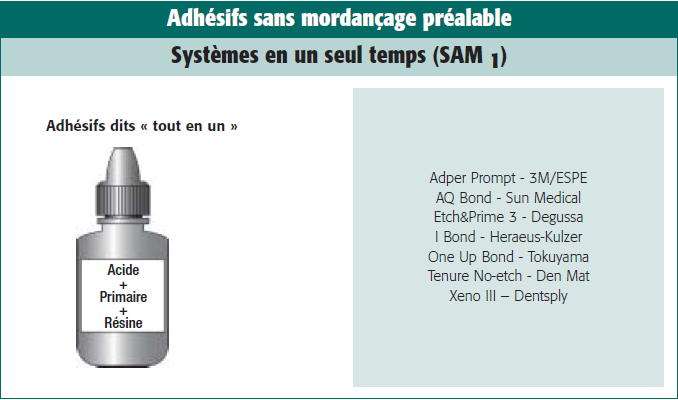 Adhésifs sans mordançage préalable
Systèmes en un seul temps (SAM 1)
Adhésifs dits « tout en un »
Acide
+
Primaire
+
Résine
Adper Prompt - 3M/ESPE
AQ Bond - Sun Medical
Etch&Prime 3 - Degussa
I Bond - Heraeus-Kulzer
One Up Bond - Tokuyama
Tenure No-etch - Den Mat
Xeno III – Dentsply